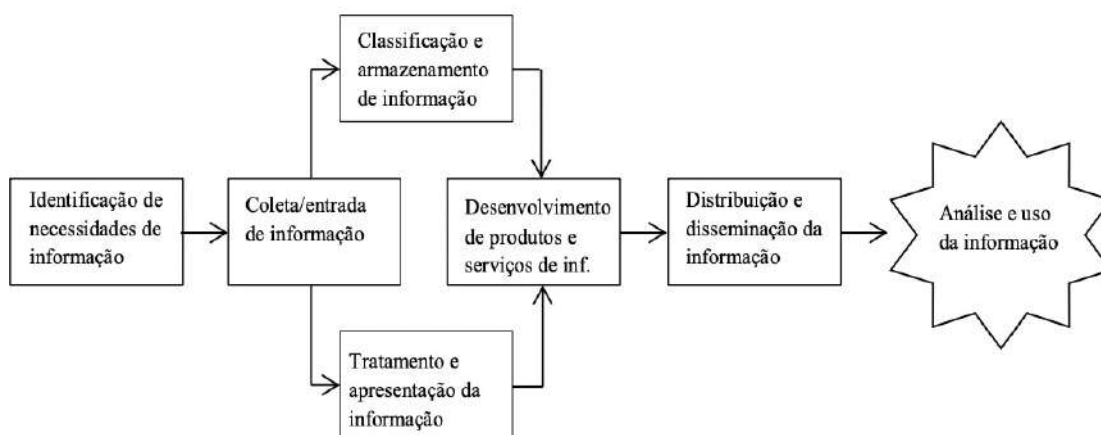 Classificação e
armazenamento
de informação
Identificação de
necessidades de
informação
Coleta/entrada
de informação
Tratamento e
apresentação da
informação
Desenvolvimento
de produtos e
serviços de inf.
Distribuição e
disseminação da
informação
Análise e uso
da informação